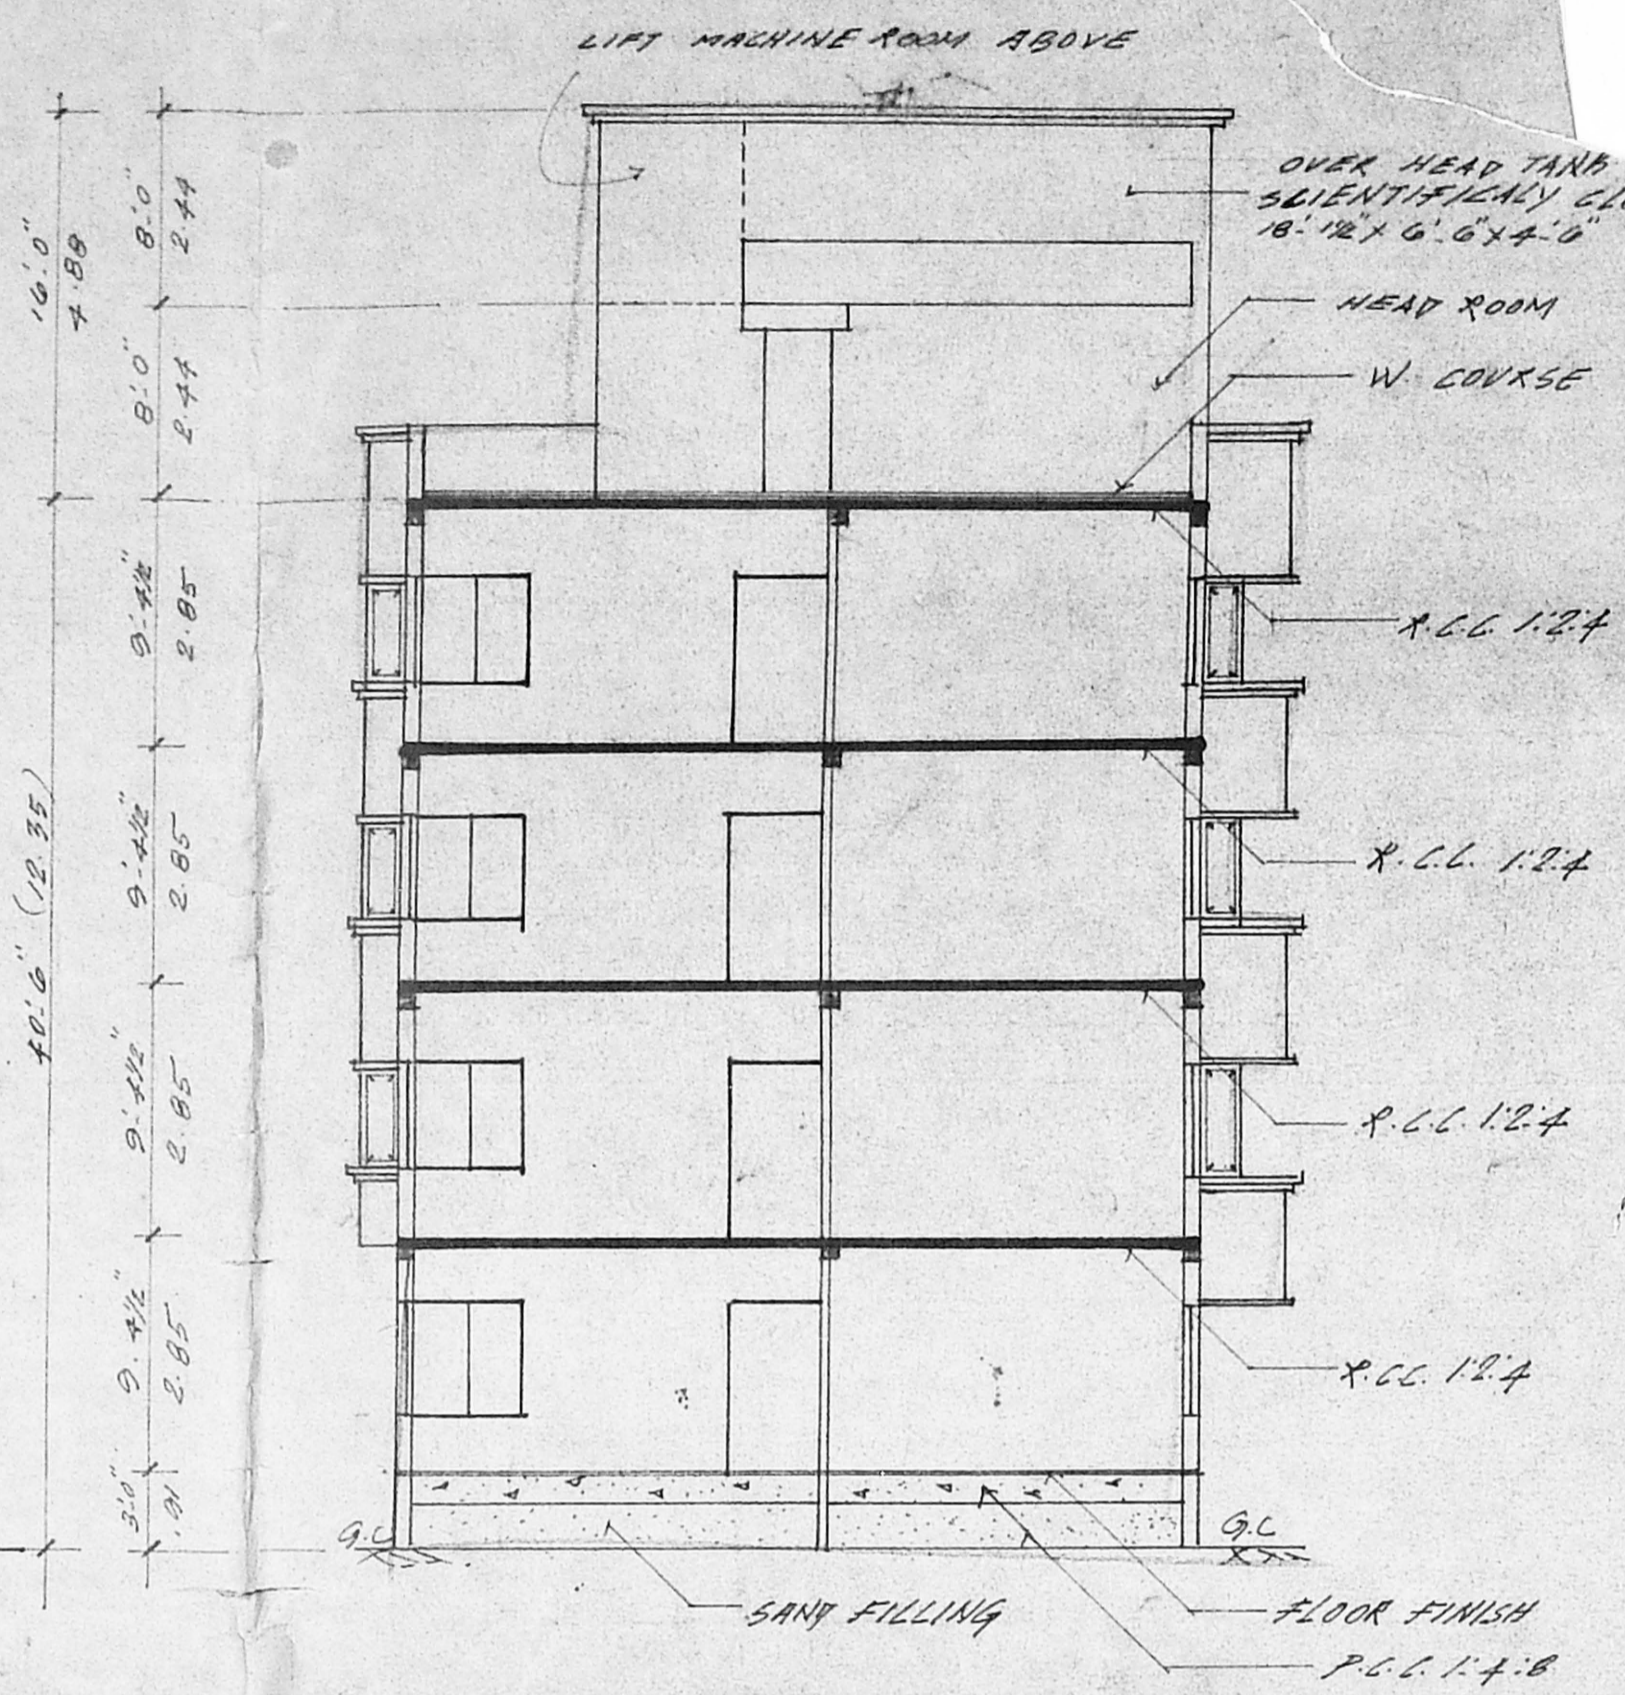 LIFT MACHINE ROOM ABOVE
OVER HEAD TANK
SCIENTIFICALY
18'-1½" X 6'-6" X 4'-6"
HEAD ROOM
W. COURSE
R.C.C. 1:2:4
R.C.C. 1:2:4
R.C.C. 1:2:4
R.C.C. 1:2:4
16'-0"
4.88
8'-0"
2.44
8'-0"
2.44
9'-4½"
2.85
9'-4½"
2.85
9'-4½"
2.85
9'-4½"
2.85
40'-6" (12.35)
3'-0"
.91
G.L
G.L
SAND FILLING
FLOOR FINISH
P.C.C. 1:4:8